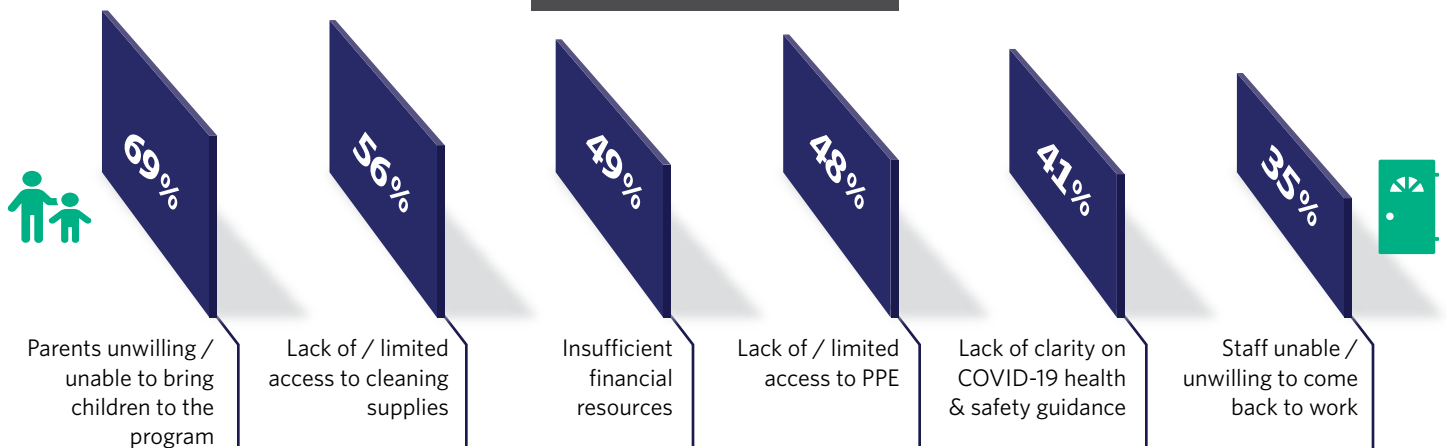 69%
56%
49%
48%
41%
35%
Parents unwilling /
unable to bring
children to the
program
Lack of / limited
access to cleaning
supplies
Insufficient
financial
resources
Lack of / limited
access to PPE
Lack of clarity on
COVID-19 health
& safety guidance
Staff unable /
unwilling to come
back to work